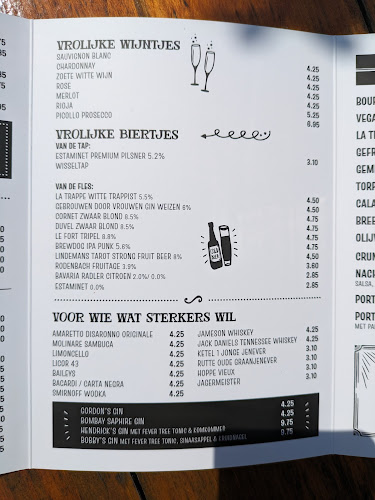 VROLIJKE WIJNTJES
SAUVIGNON BLANC
CHARDONNAY 4.25
ZOETE WITTE WIJN 4.25
ROSE 4.25
MERLOT 4.25
RIOJA 4.25
PICOLLO PROSECCO 5.25
6.95
VROLIJKE BIERTJES
VAN DE TAP:
ESTAMINET PREMIUM PILSNER 5.2%
WISSELTAP 3.10
VAN DE FLES:
LA TRAPPE WITTE TRAPPIST 5.5%
GEBROUWEN DOOR VROUWEN GIN WEIZEN 6% 4.50
CORNET ZWAAR BLOND 8.5% 4.50
DUVEL ZWAAR BLOND 8.5% 4.75
LE FORT TRIPEL 8.8% 4.75
BREWDOG IPA PUNK 5.6% 4.75
LINDEMANS TAROT STRONG FRUIT BEER 8% 4.75
RODENBACH FRUITAGE 3.9% 4.50
BAVARIA RADLER CITROEN 2.0%/ 0.0% 3.60
ESTAMINET 0.0% 2.85
2.85
VOOR WIE WAT STERKERS WIL
AMARETTO DISARONNO ORIGINALE 4.25
MOLINARE SAMBUCA 4.25
LIMONCELLO 4.25
LICOR 43 4.25
BAILEYS 4.25
BACARDI / CARTA NEGRA 4.25
SMIRNOFF WODKA 4.25
JAMESON WHISKEY 4.25
JACK DANIELS TENNESSEE WHISKEY 4.25
KETEL 1 JONGE JENEVER 3.10
RUTTE OUDE GRAANJENEVER 3.10
HOPPE VIEUX 3.10
JAGERMEISTER 3.10
GORDON'S GIN 4.25
BOMBAY SAPHIRE GIN 4.25
HENDRICK'S GIN MET FEVER TREE TONIC & KOMKOMMER 9.75
BOBBY'S GIN MET FEVER TREE TONIC, SINAASAPPEL & KRUIDNAGEL 9.75